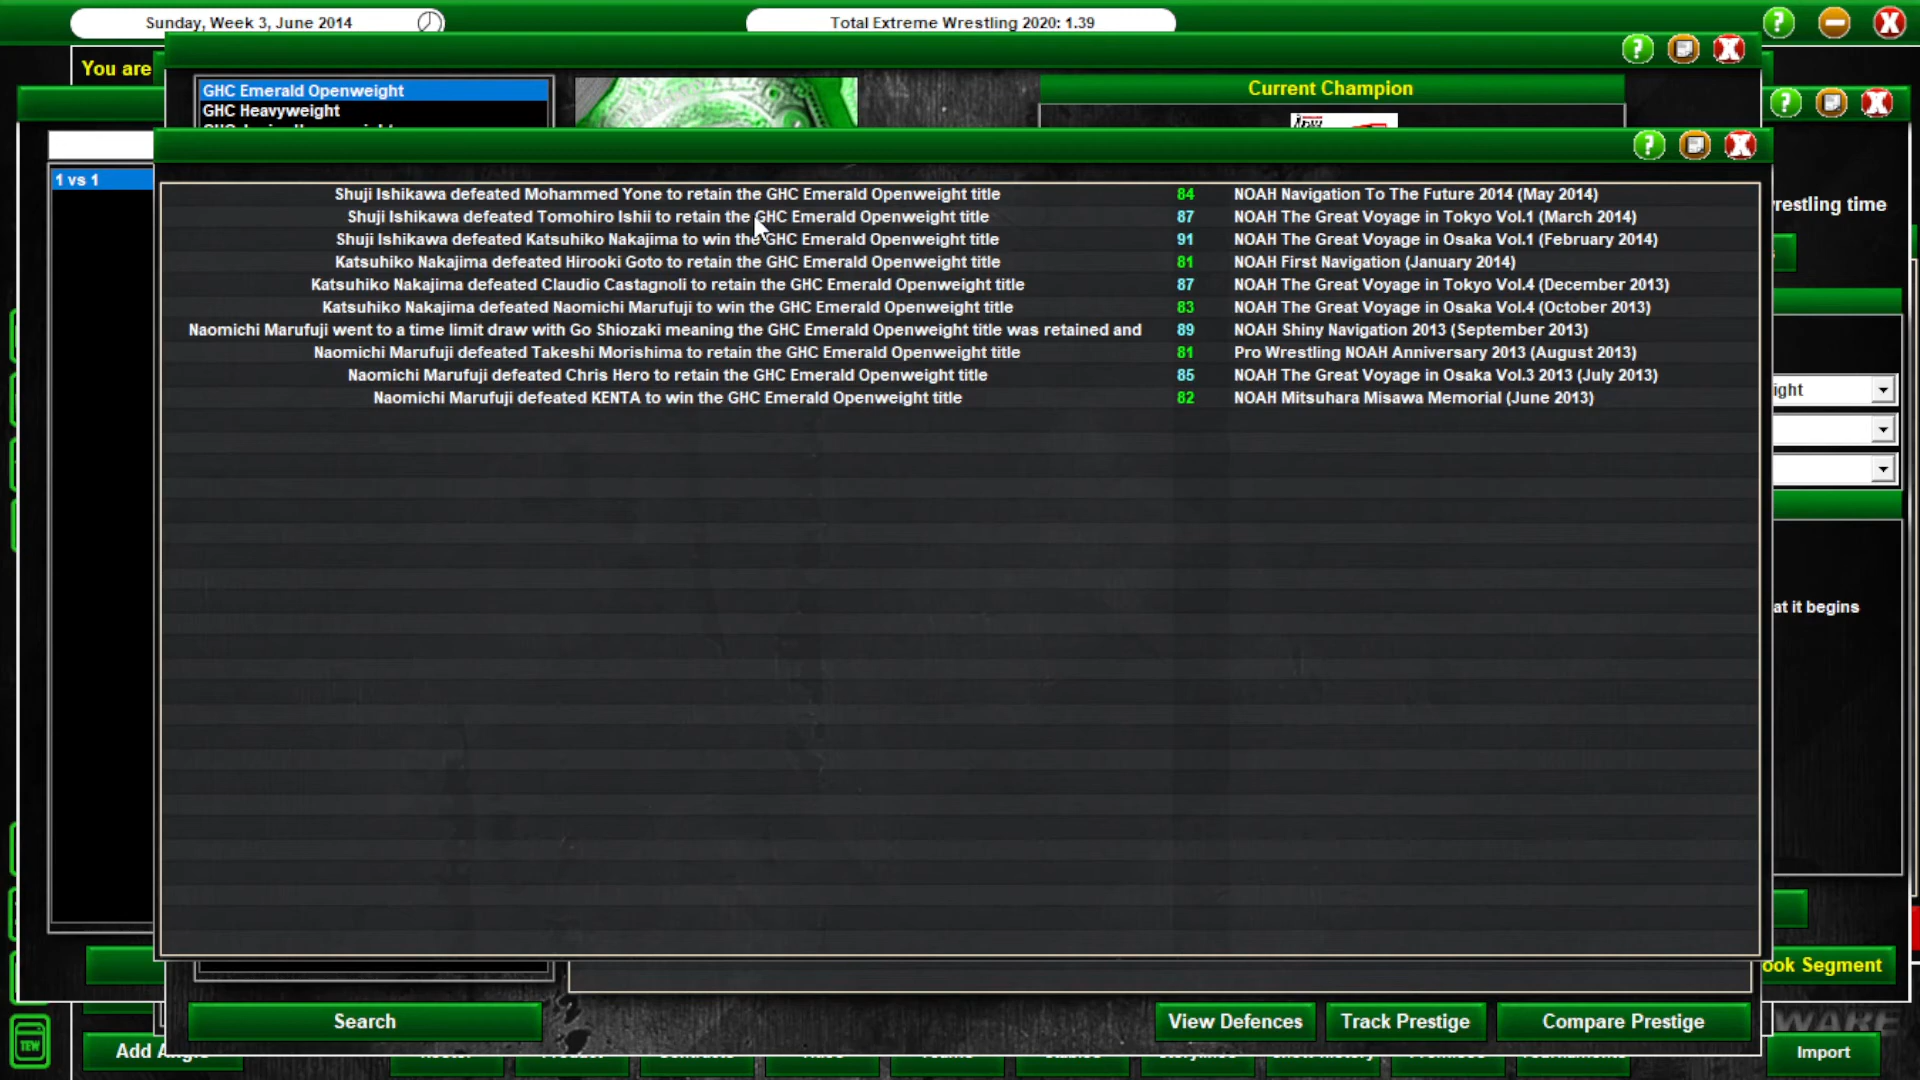 Sunday, Week 3, June 2014
Total Extreme Wrestling 2020: 1.39
You are
GHC Emerald Openweight
GHC Heavyweight
Current Champion
1 vs 1
Shuji Ishikawa defeated Mohammed Yone to retain the GHC Emerald Openweight title 84 NOAH Navigation To The Future 2014 (May 2014)
Shuji Ishikawa defeated Tomohiro Ishii to retain the GHC Emerald Openweight title 87 NOAH The Great Voyage in Tokyo Vol.1 (March 2014)
Shuji Ishikawa defeated Katsuhiko Nakajima to win the GHC Emerald Openweight title 91 NOAH The Great Voyage in Osaka Vol.1 (February 2014)
Katsuhiko Nakajima defeated Hirooki Goto to retain the GHC Emerald Openweight title 81 NOAH First Navigation (January 2014)
Katsuhiko Nakajima defeated Claudio Castagnoli to retain the GHC Emerald Openweight title 87 NOAH The Great Voyage in Tokyo Vol.4 (December 2013)
Katsuhiko Nakajima defeated Naomichi Marufuji to win the GHC Emerald Openweight title 83 NOAH The Great Voyage in Osaka Vol.4 (October 2013)
Naomichi Marufuji went to a time limit draw with Go Shiozaki meaning the GHC Emerald Openweight title was retained and 89 NOAH Shiny Navigation 2013 (September 2013)
Naomichi Marufuji defeated Takeshi Morishima to retain the GHC Emerald Openweight title 81 Pro Wrestling NOAH Anniversary 2013 (August 2013)
Naomichi Marufuji defeated Chris Hero to retain the GHC Emerald Openweight title 85 NOAH The Great Voyage in Osaka Vol.3 2013 (July 2013)
Naomichi Marufuji defeated KENTA to win the GHC Emerald Openweight title 82 NOAH Mitsuhara Misawa Memorial (June 2013)
restling time
ight
at it begins
ook Segment
Search
View Defences
Track Prestige
Compare Prestige
TEW
Add Angle
WARE
Import